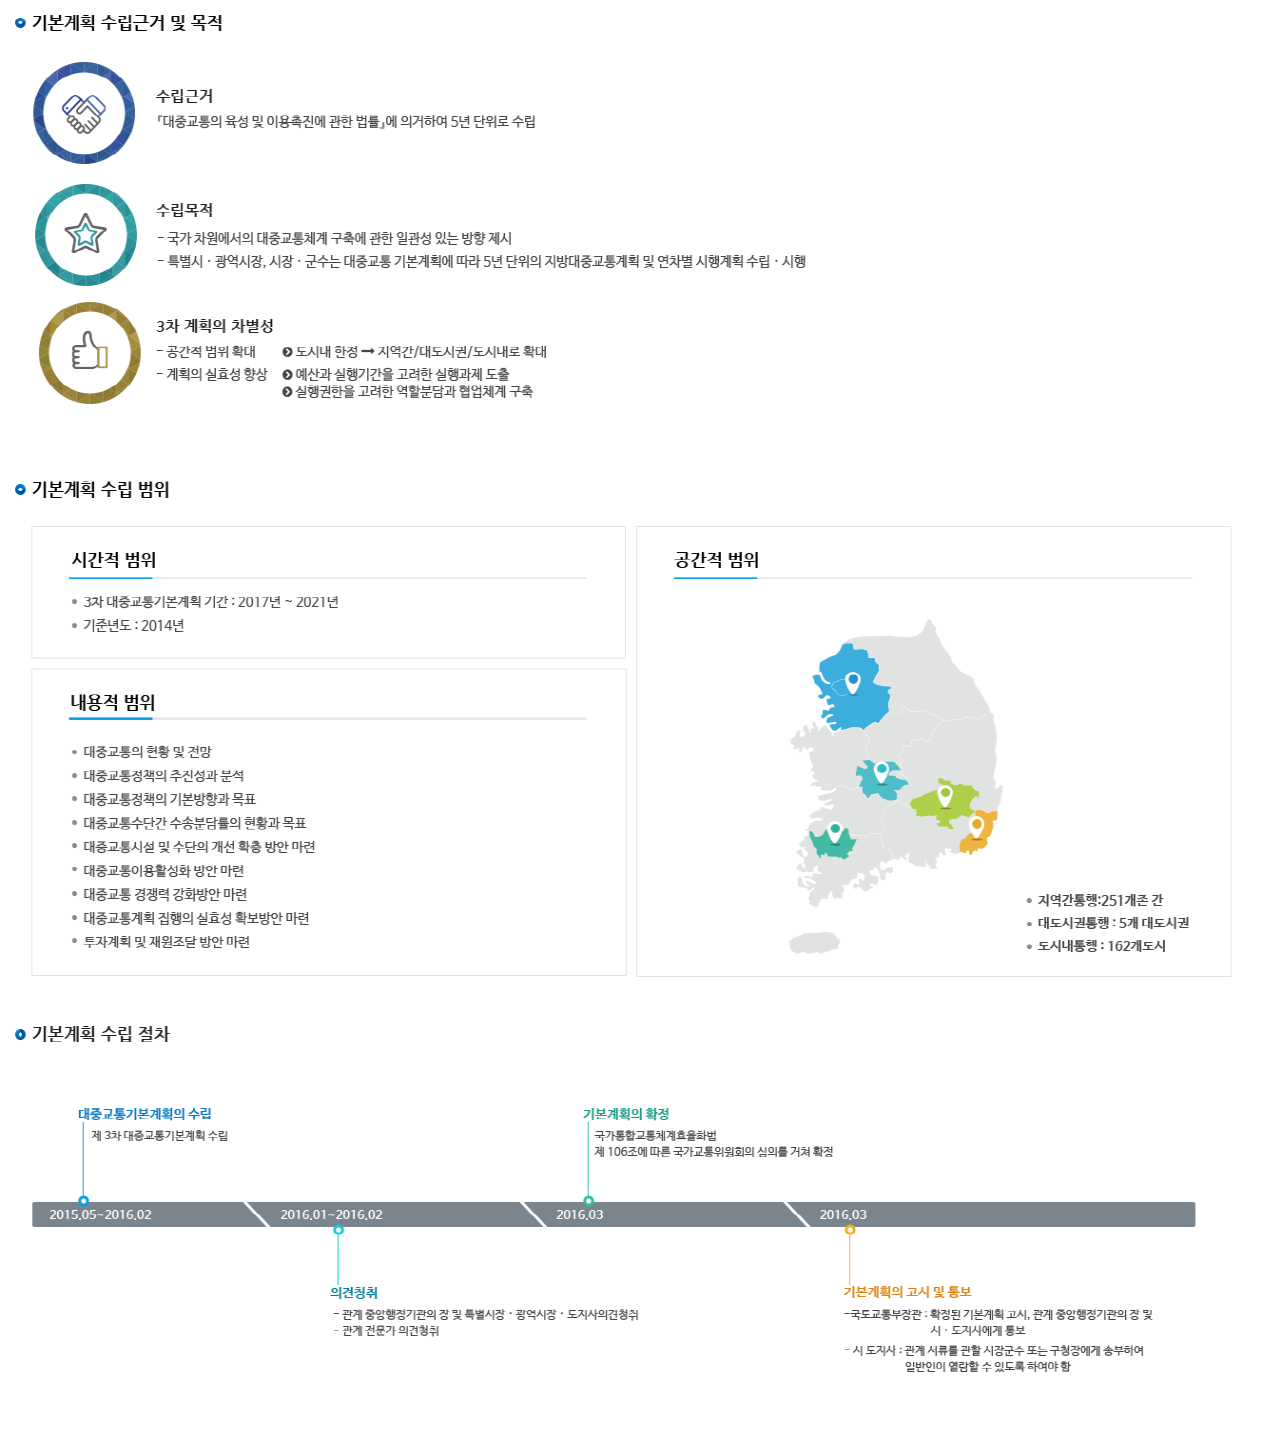 기본계획 수립근거 및 목적
수립근거
『대중교통의 육성 및 이용촉진에 관한 법률』에 의거하여 5년 단위로 수립
수립목적
- 국가 차원에서의 대중교통체계 구축에 관한 일관성 있는 방향 제시
- 특별시 · 광역시장, 시장 · 군수는 대중교통 기본계획에 따라 5년 단위의 지방대중교통계획 및 연차별 시행계획 수립 · 시행
3차 계획의 차별성
- 공간적 범위 확대 도시내 한정 → 지역간/대도시권/도시내로 확대
- 계획의 실효성 향상 예산과 실행기간을 고려한 실행과제 도출
실행권한을 고려한 역할분담과 협업체계 구축
기본계획 수립 범위
시간적 범위
• 3차 대중교통기본계획 기간 : 2017년 ~ 2021년
• 기준년도 : 2014년
내용적 범위
• 대중교통의 현황 및 전망
• 대중교통정책의 추진성과 분석
• 대중교통정책의 기본방향과 목표
• 대중교통수단간 수송분담률의 현황과 목표
• 대중교통시설 및 수단의 개선 확충 방안 마련
• 대중교통이용활성화 방안 마련
• 대중교통 경쟁력 강화방안 마련
• 대중교통계획 집행의 실효성 확보방안 마련
• 투자계획 및 재원조달 방안 마련
공간적 범위
• 지역간통행:251개존 간
• 대도시권통행 : 5개 대도시권
• 도시내통행 : 162개도시
기본계획 수립 절차
대중교통기본계획의 수립
제 3차 대중교통기본계획 수립
기본계획의 확정
국가통합교통체계효율화법
제 106조에 따른 국가교통위원회의 심의를 거쳐 확정
2015.05~2016.02
2016.01~2016.02
2016.03
2016.03
의견청취
- 관계 중앙행정기관의 장 및 특별시장 · 광역시장 · 도지사의견청취
- 관계 전문가 의견청취
기본계획의 고시 및 통보
-국토교통부장관 : 확정된 기본계획 고시, 관계 중앙행정기관의 장 및
시 · 도지사에게 통보
- 시 도지사 : 관계 서류를 관할 시장군수 또는 구청장에게 송부하여
일반인이 열람할 수 있도록 하여야 함